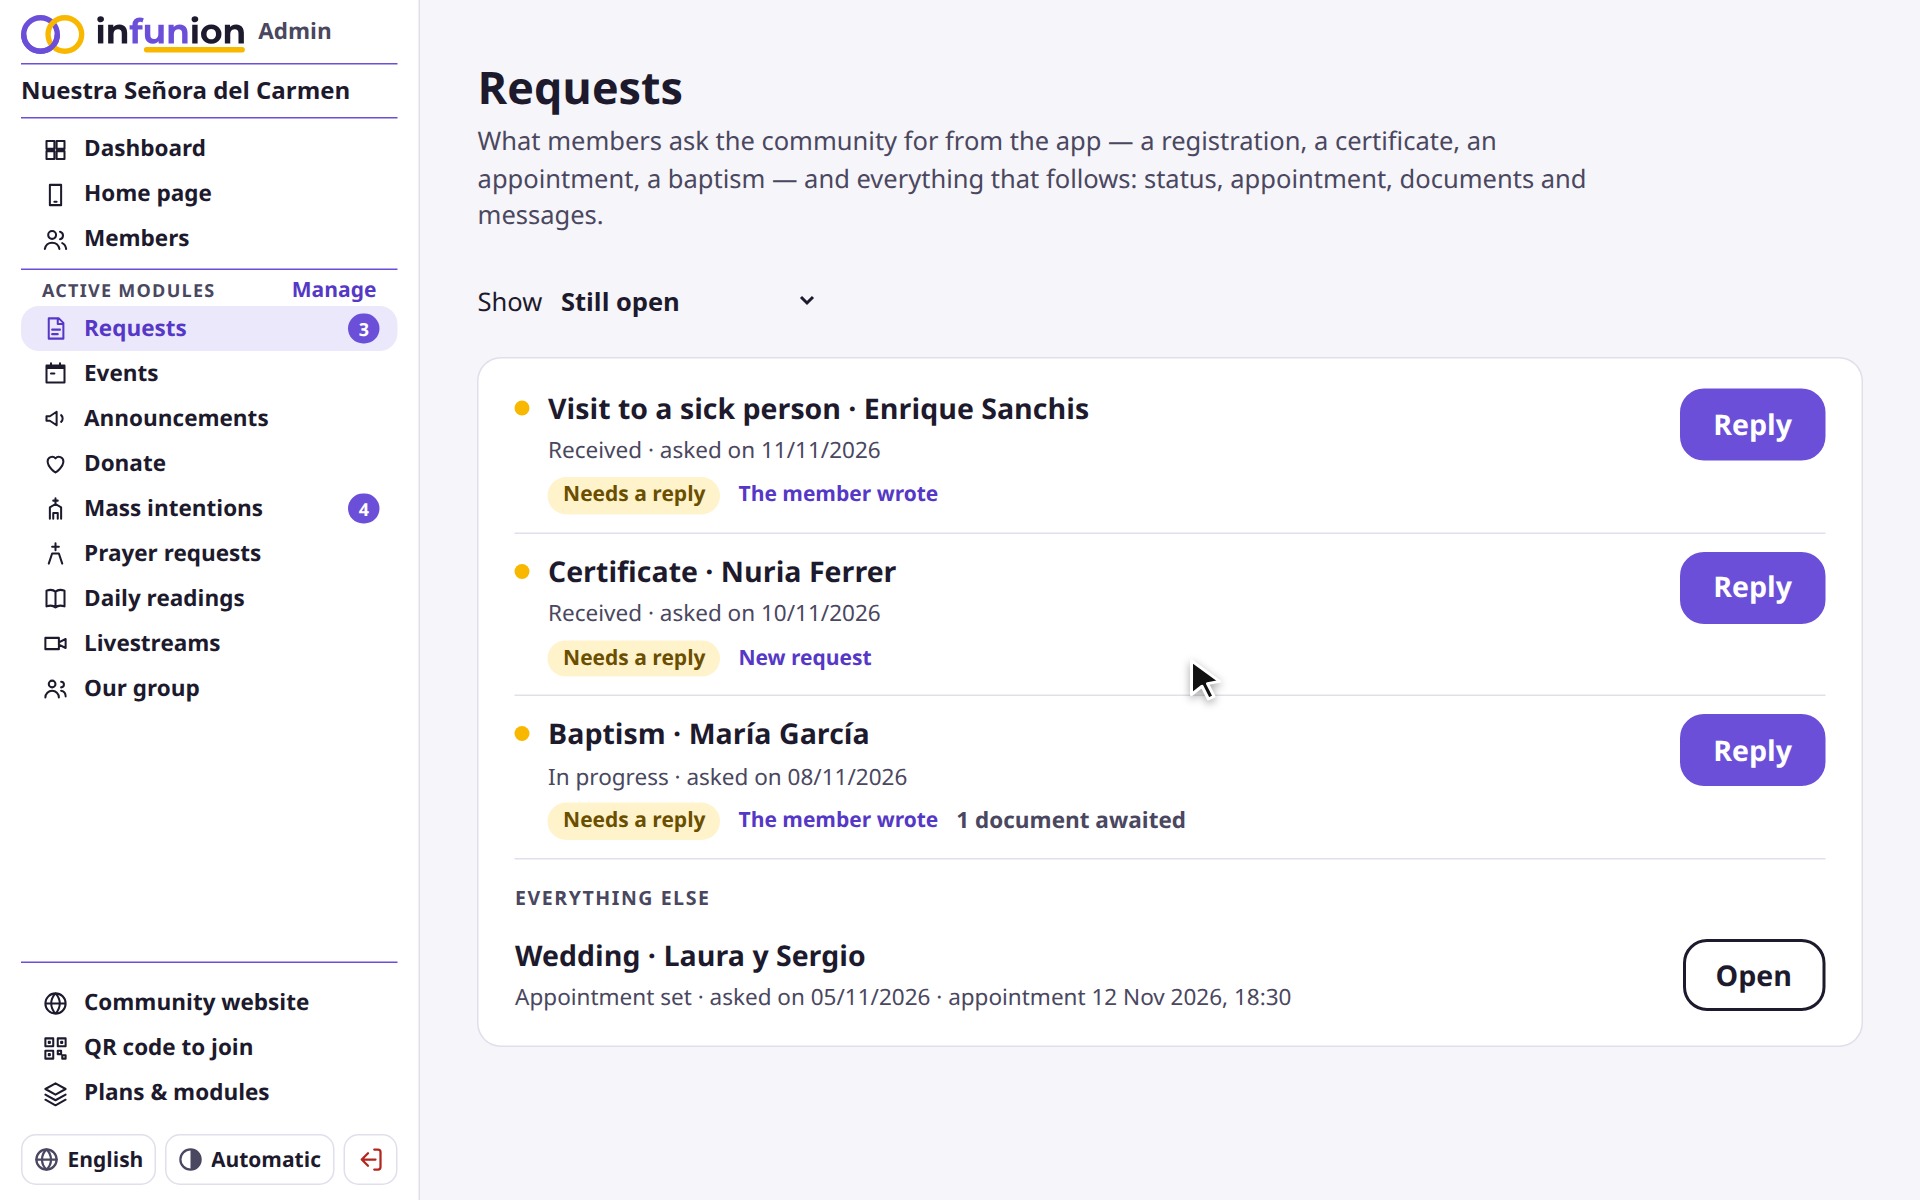 infunion Admin
Nuestra Señora del Carmen
Dashboard
Home page
Members
ACTIVE MODULES Manage
Requests 3
Events
Announcements
Donate
Mass intentions 4
Prayer requests
Daily readings
Livestreams
Our group
Community website
QR code to join
Plans & modules
English Automatic
Requests
What members ask the community for from the app — a registration, a certificate, an
appointment, a baptism — and everything that follows: status, appointment, documents and
messages.
Show Still open
Visit to a sick person · Enrique Sanchis
Reply
Received · asked on 11/11/2026
Needs a reply The member wrote
Certificate · Nuria Ferrer
Reply
Received · asked on 10/11/2026
Needs a reply New request
Baptism · María García
Reply
In progress · asked on 08/11/2026
Needs a reply The member wrote 1 document awaited
EVERYTHING ELSE
Wedding · Laura y Sergio
Open
Appointment set · asked on 05/11/2026 · appointment 12 Nov 2026, 18:30